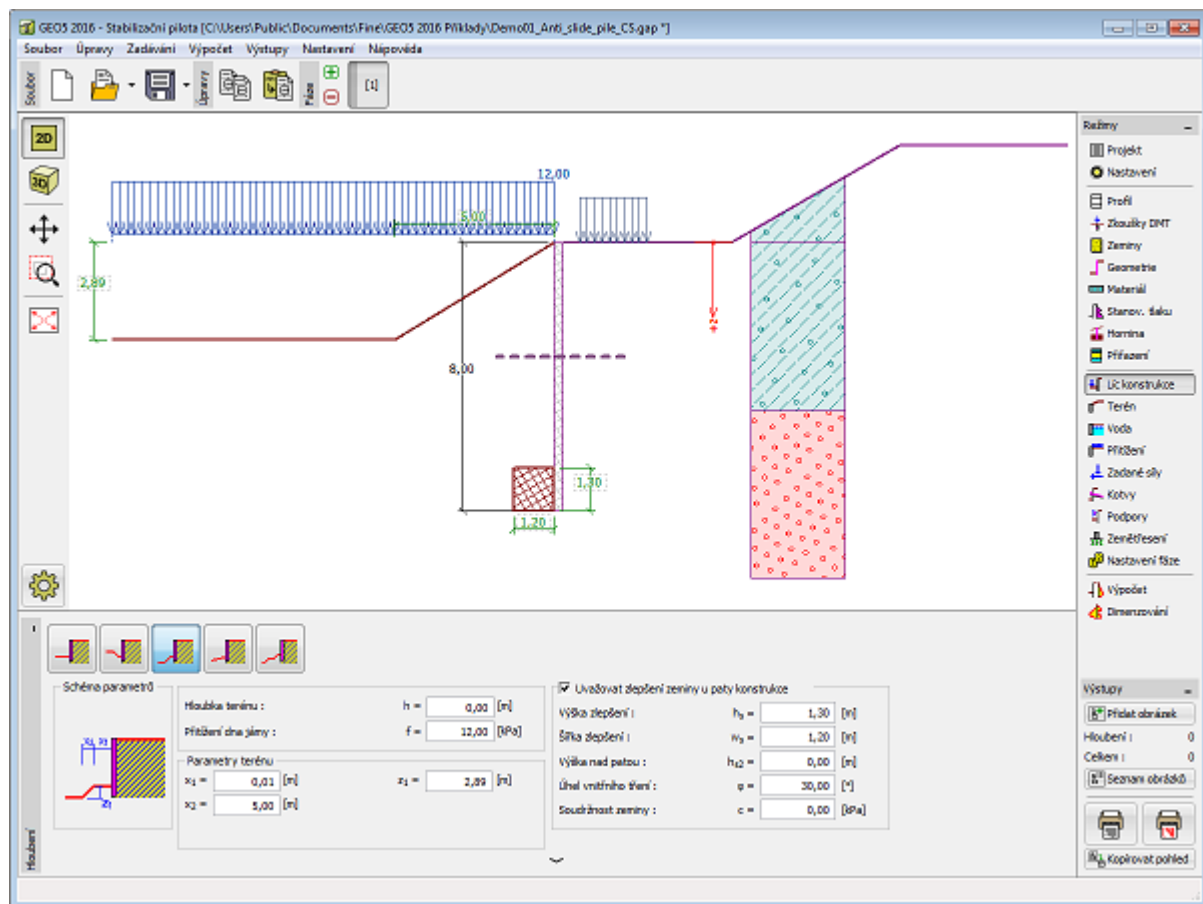 GEO5 2016 - Stabilizační pilota [C:\Users\Public\Documents\Fine\GEO5 2016 Příklady\Demo01_Anti_slide_pile_CS.gap *]
Soubor Úpravy Zadávání Výpočet Výstupy Nastavení Nápověda
Soubor
Úpravy
Fáze
[1]
2D
3D
12,00
5,00
2,89
8,00
+z
1,30
1,20
Režimy
Projekt
Nastavení
Profil
Zkoušky DMT
Zeminy
Geometrie
Materiál
Stanov. tlaku
Hornina
Přiřazení
Líc konstrukce
Terén
Voda
Přitížení
Zadané síly
Kotvy
Podpory
Zemětřesení
Nastavení fáze
Výpočet
Dimenzování
Výstupy
Přidat obrázek
Hloubení : 0
Celkem : 0
Seznam obrázků
Kopírovat pohled
Hloubení
Schéma parametrů
x₁ x₂
z₁
Hloubka terénu : h = 0,00 [m]
Přitížení dna jámy : f = 12,00 [kPa]
Parametry terénu
x₁ = 0,01 [m] z₁ = 2,89 [m]
x₂ = 5,00 [m]
Uvažovat zlepšení zeminy u paty konstrukce
Výška zlepšení : hₛ = 1,30 [m]
Šířka zlepšení : wₛ = 1,20 [m]
Výška nad patou : hₛ₂ = 0,00 [m]
Úhel vnitřního tření : φ = 30,00 [°]
Soudržnost zeminy : c = 0,00 [kPa]